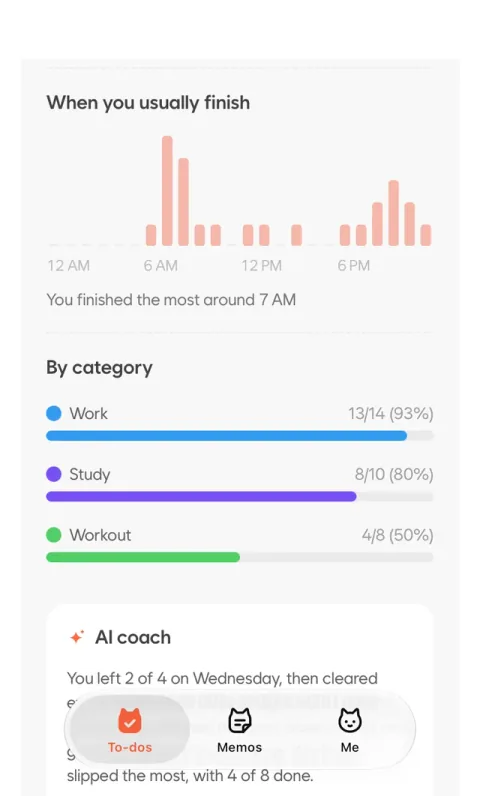 When you usually finish
12 AM 6 AM 12 PM 6 PM
You finished the most around 7 AM
By category
Work 13/14 (93%)
Study 8/10 (80%)
Workout 4/8 (50%)
AI coach
You left 2 of 4 on Wednesday, then cleared
To-dos Memos Me
slipped the most, with 4 of 8 done.